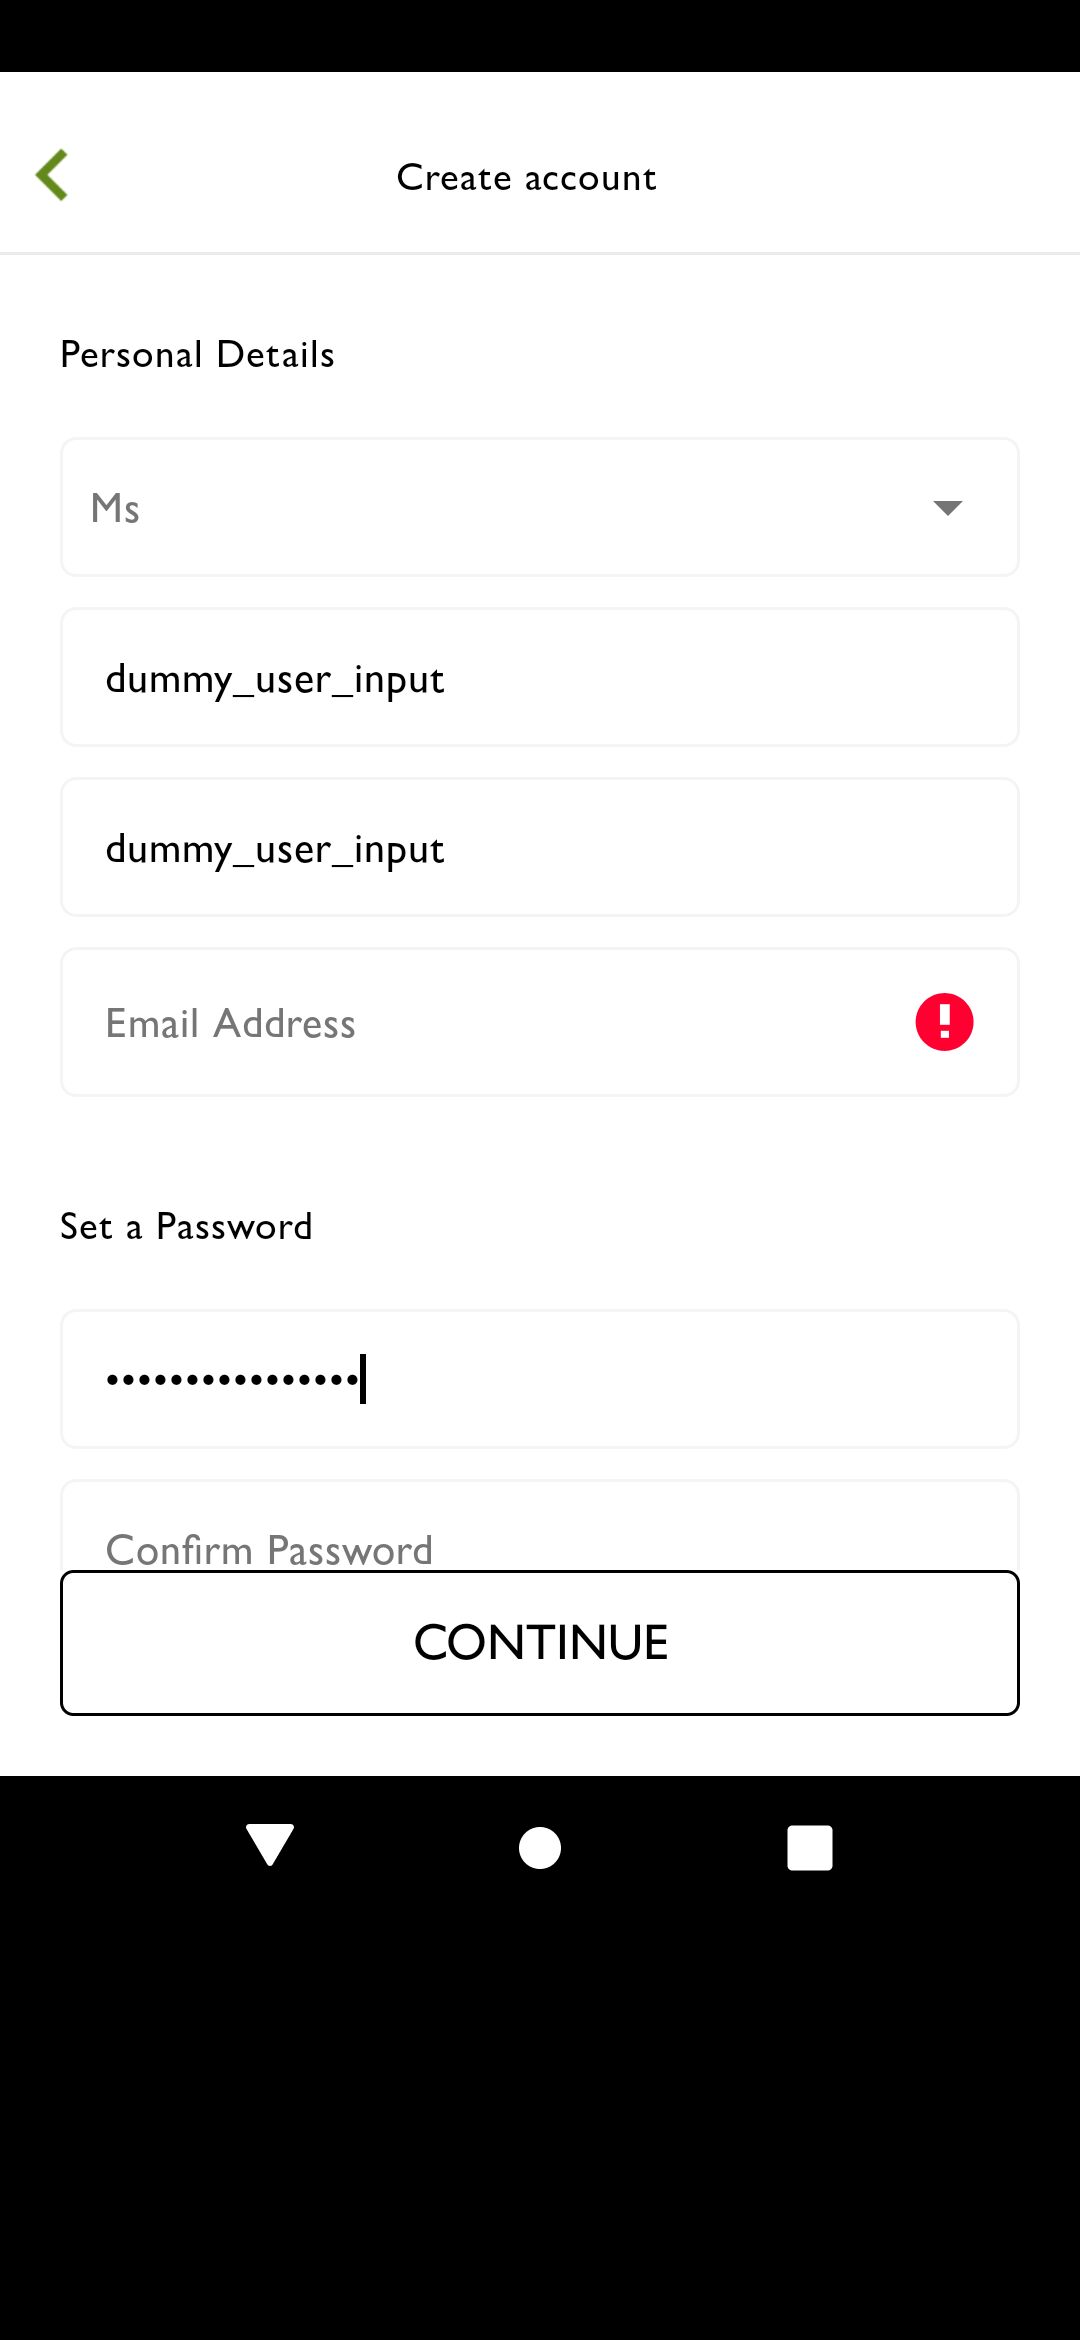 Create account
Personal Details
Ms
dummy_user_input
dummy_user_input
Email Address
Set a Password
••••••••••••••••
Confirm Password
CONTINUE